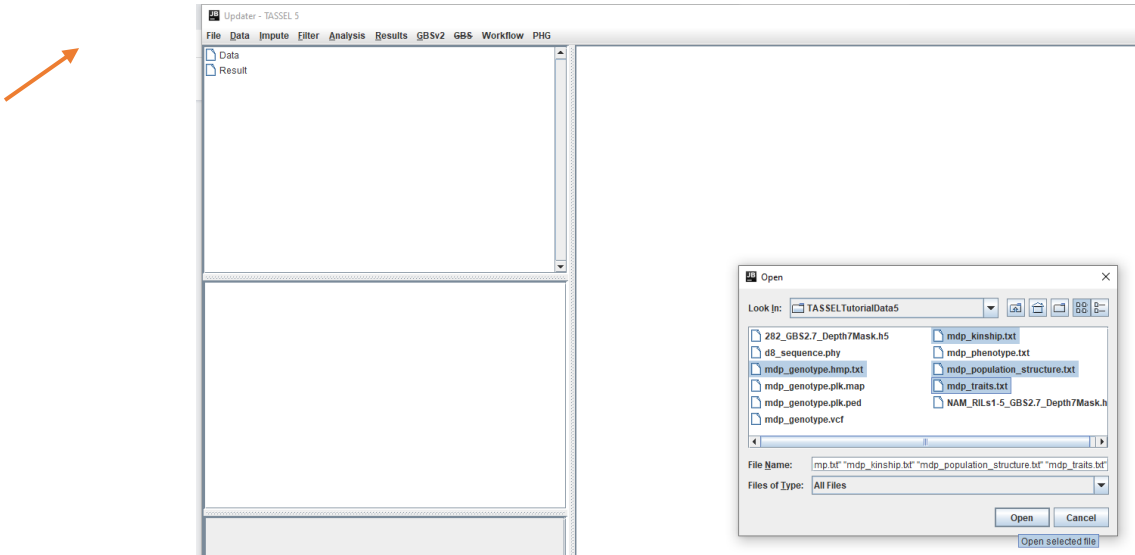 Updater - TASSEL 5
File Data Impute Filter Analysis Results GBSv2 GBS Workflow PHG
Data
Result
Open
Look In: TASSELTutorialData5
282_GBS2.7_Depth7Mask.h5
d8_sequence.phy
mdp_genotype.hmp.txt
mdp_genotype.plk.map
mdp_genotype.plk.ped
mdp_genotype.vcf
mdp_kinship.txt
mdp_phenotype.txt
mdp_population_structure.txt
mdp_traits.txt
NAM_RILs1-5_GBS2.7_Depth7Mask.h
File Name: mp.txt" "mdp_kinship.txt" "mdp_population_structure.txt" "mdp_traits.txt"
Files of Type: All Files
Open Cancel
Open selected file